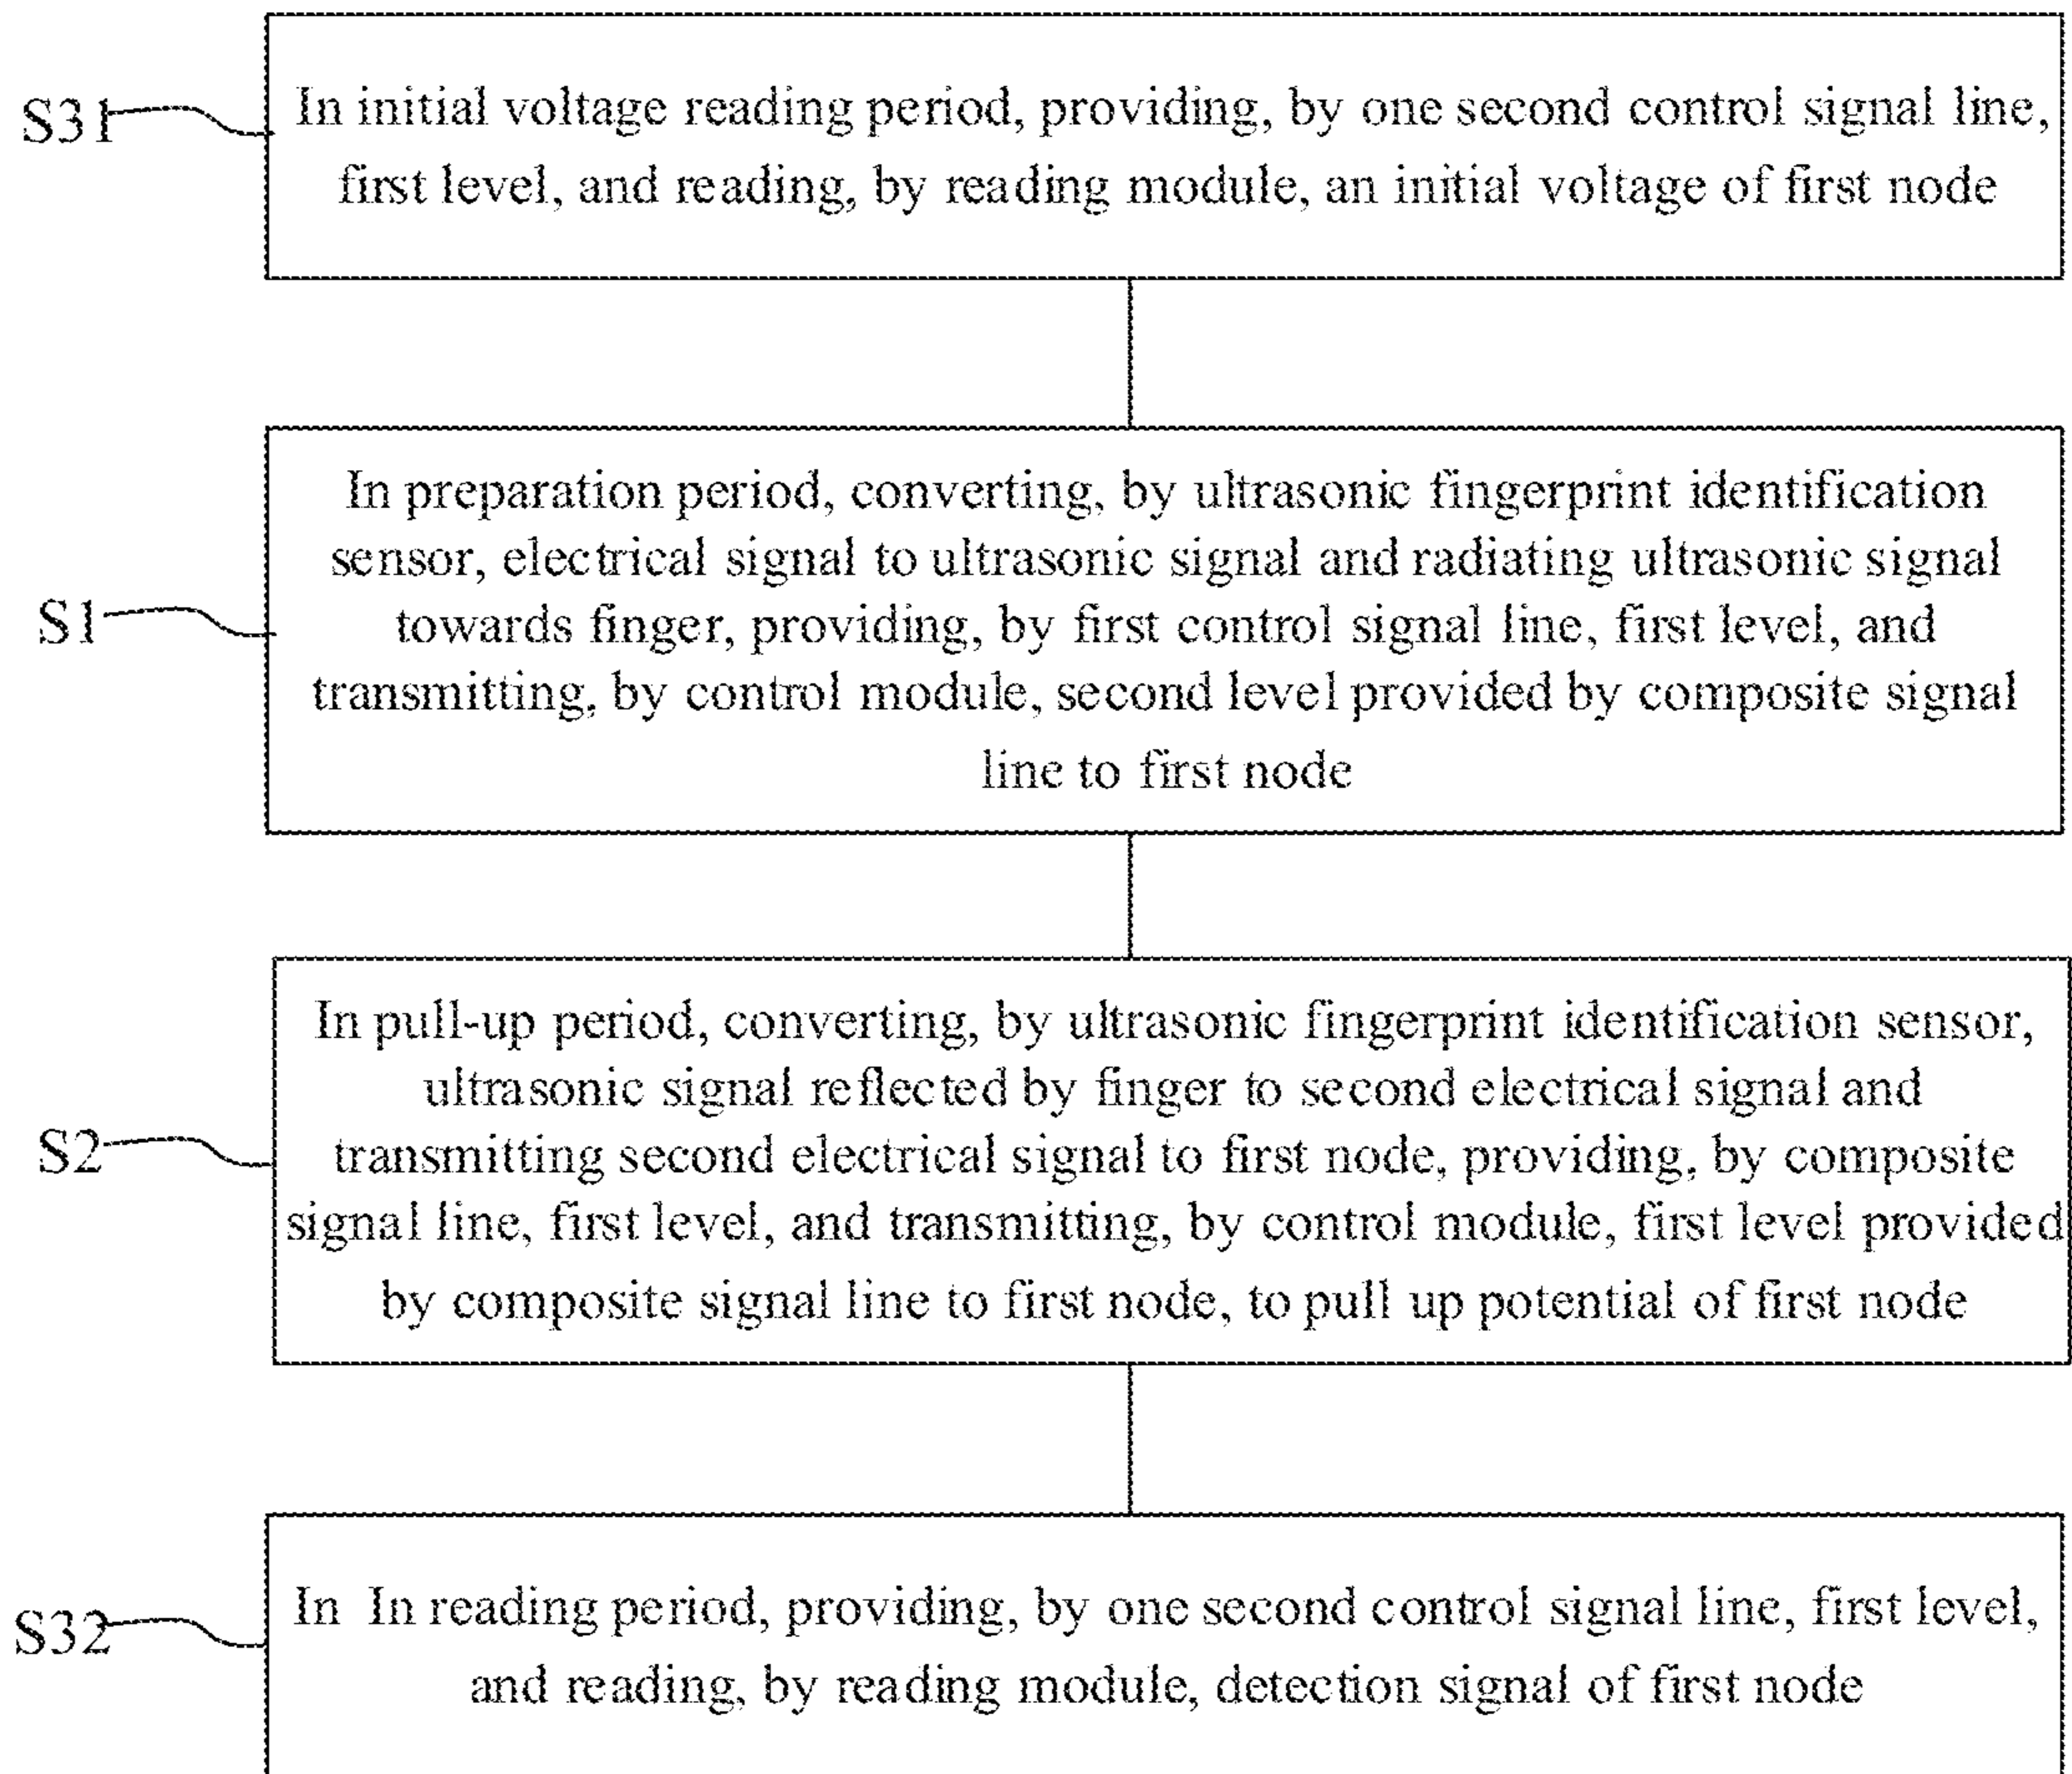 S31
In initial voltage reading period, providing, by one second control signal line,
first level, and reading, by reading module, an initial voltage of first node
S1
In preparation period, converting, by ultrasonic fingerprint identification
sensor, electrical signal to ultrasonic signal and radiating ultrasonic signal
towards finger, providing, by first control signal line, first level, and
transmitting, by control module, second level provided by composite signal
line to first node
S2
In pull-up period, converting, by ultrasonic fingerprint identification sensor,
ultrasonic signal reflected by finger to second electrical signal and
transmitting second electrical signal to first node, providing, by composite
signal line, first level, and transmitting, by control module, first level provided
by composite signal line to first node, to pull up potential of first node
S32
In In reading period, providing, by one second control signal line, first level,
and reading, by reading module, detection signal of first node